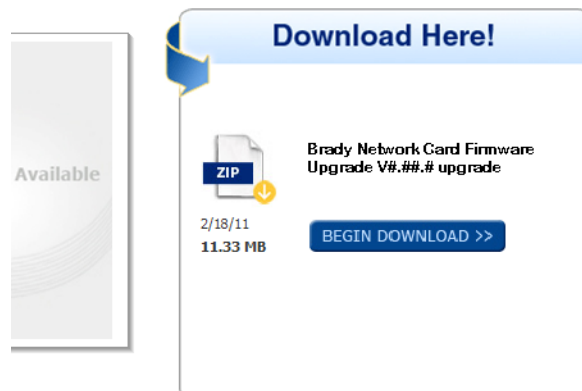 Download Here!
Available
ZIP
Brady Network Card Firmware
Upgrade V#.##.# upgrade
2/18/11
11.33 MB
BEGIN DOWNLOAD >>